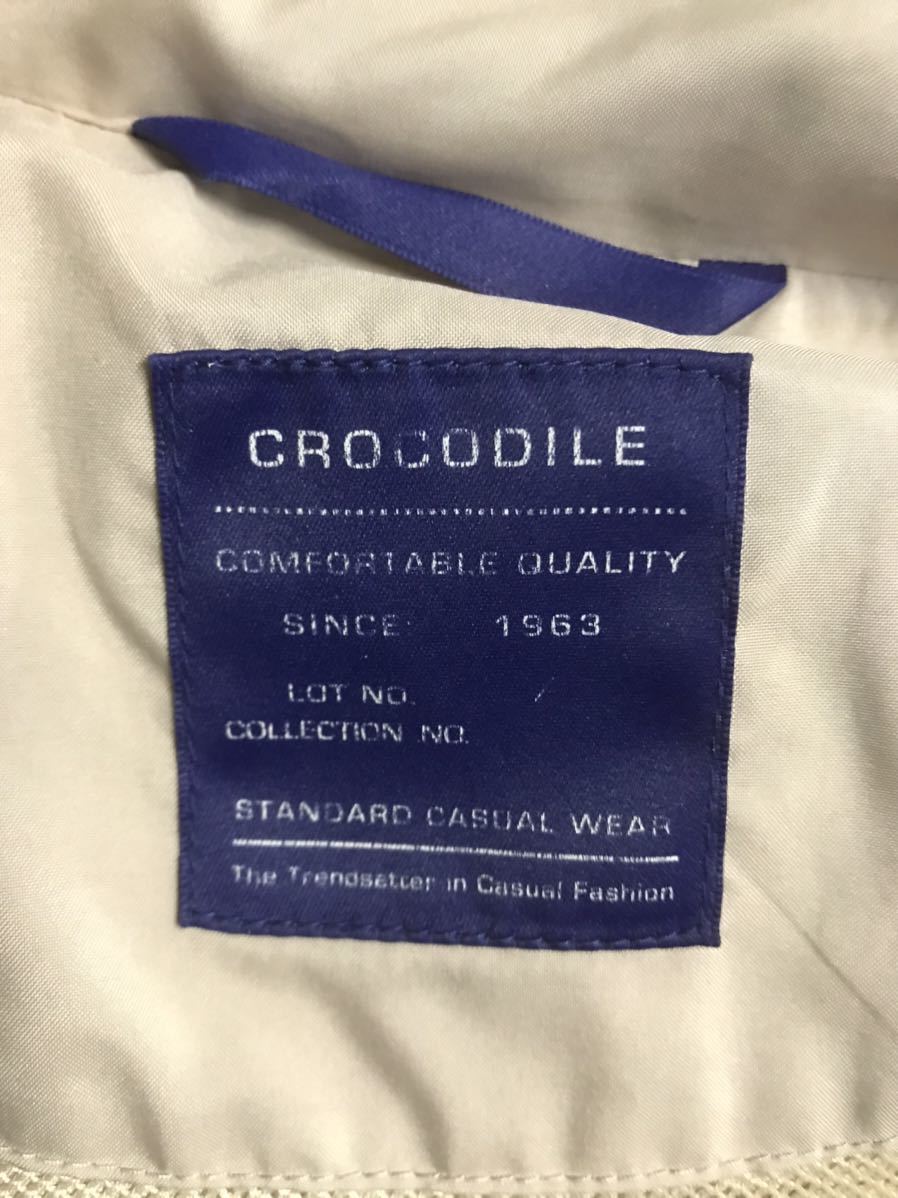 CROCODILE
COMFORTABLE QUALITY
SINCE 1963
LOT NO.
COLLECTION NO.
STANDARD CASUAL WEAR
The Trendsetter in Casual Fashion